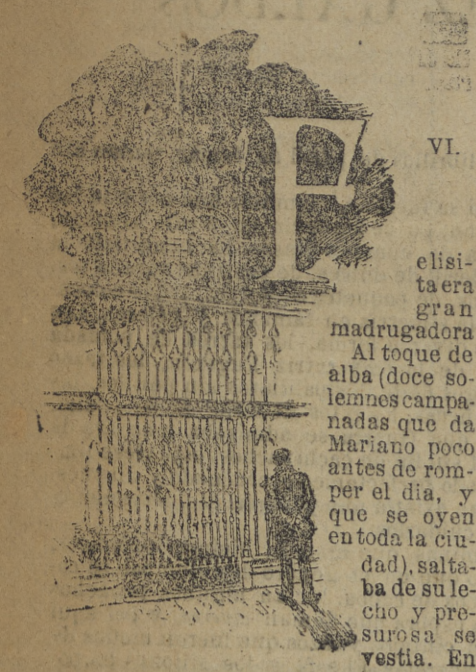 VI.
F
elisi-
ta era
gran
madrugadora
Al toque de
alba (doce so-
lemnes campa-
nadas que da
Mariano poco
antes de rom-
per el dia, y
que se oyen
en toda la ciu-
dad), salta-
ba de su le-
cho y pre-
surosa se
vestia. En